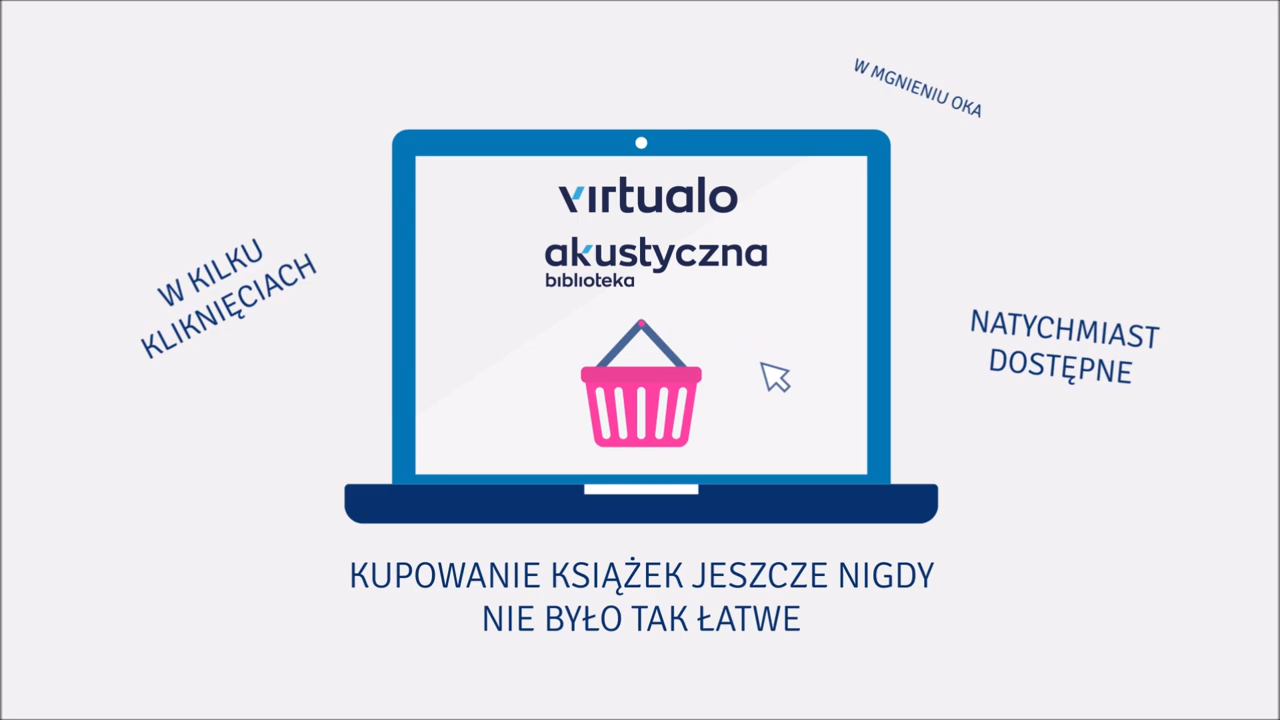 W MGNIENIU OKA
virtualo
akustyczna
biblioteka
W KILKU
KLIKNIĘCIACH
NATYCHMIAST
DOSTĘPNE
KUPOWANIE KSIĄŻEK JESZCZE NIGDY
NIE BYŁO TAK ŁATWE